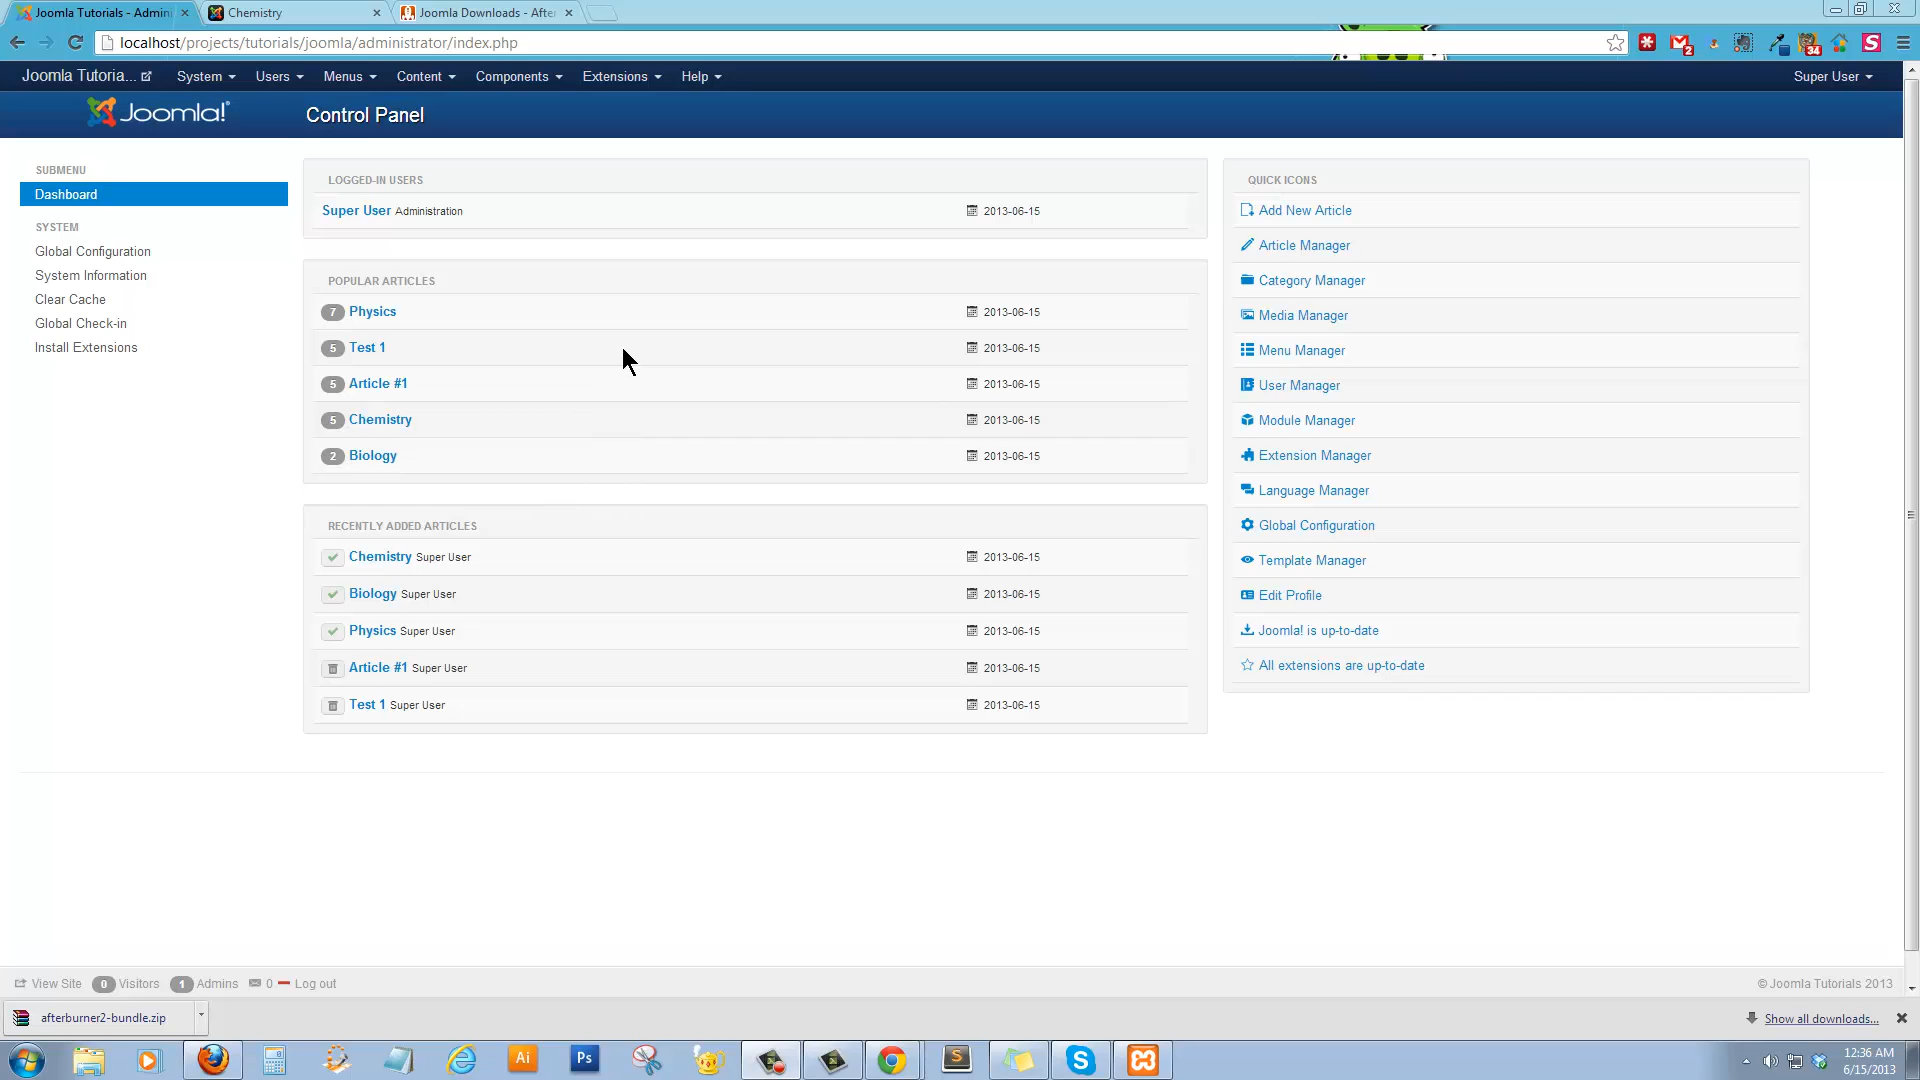 Joomla Tutorials - Admini
Chemistry
Joomla Downloads - After
localhost/projects/tutorials/joomla/administrator/index.php
2
34
S
Joomla Tutoria...
System
Users
Menus
Content
Components
Extensions
Help
Super User
Joomla!®
Control Panel
SUBMENU
Dashboard
SYSTEM
Global Configuration
System Information
Clear Cache
Global Check-in
Install Extensions
LOGGED-IN USERS
Super User Administration 2013-06-15
POPULAR ARTICLES
7 Physics 2013-06-15
5 Test 1 2013-06-15
5 Article #1 2013-06-15
5 Chemistry 2013-06-15
2 Biology 2013-06-15
RECENTLY ADDED ARTICLES
Chemistry Super User 2013-06-15
Biology Super User 2013-06-15
Physics Super User 2013-06-15
Article #1 Super User 2013-06-15
Test 1 Super User 2013-06-15
QUICK ICONS
Add New Article
Article Manager
Category Manager
Media Manager
Menu Manager
User Manager
Module Manager
Extension Manager
Language Manager
Global Configuration
Template Manager
Edit Profile
Joomla! is up-to-date
All extensions are up-to-date
View Site 0 Visitors 1 Admins 0 Log out
© Joomla Tutorials 2013
afterburner2-bundle.zip
Show all downloads...
Ai
Ps
S
S
12:36 AM
6/15/2013